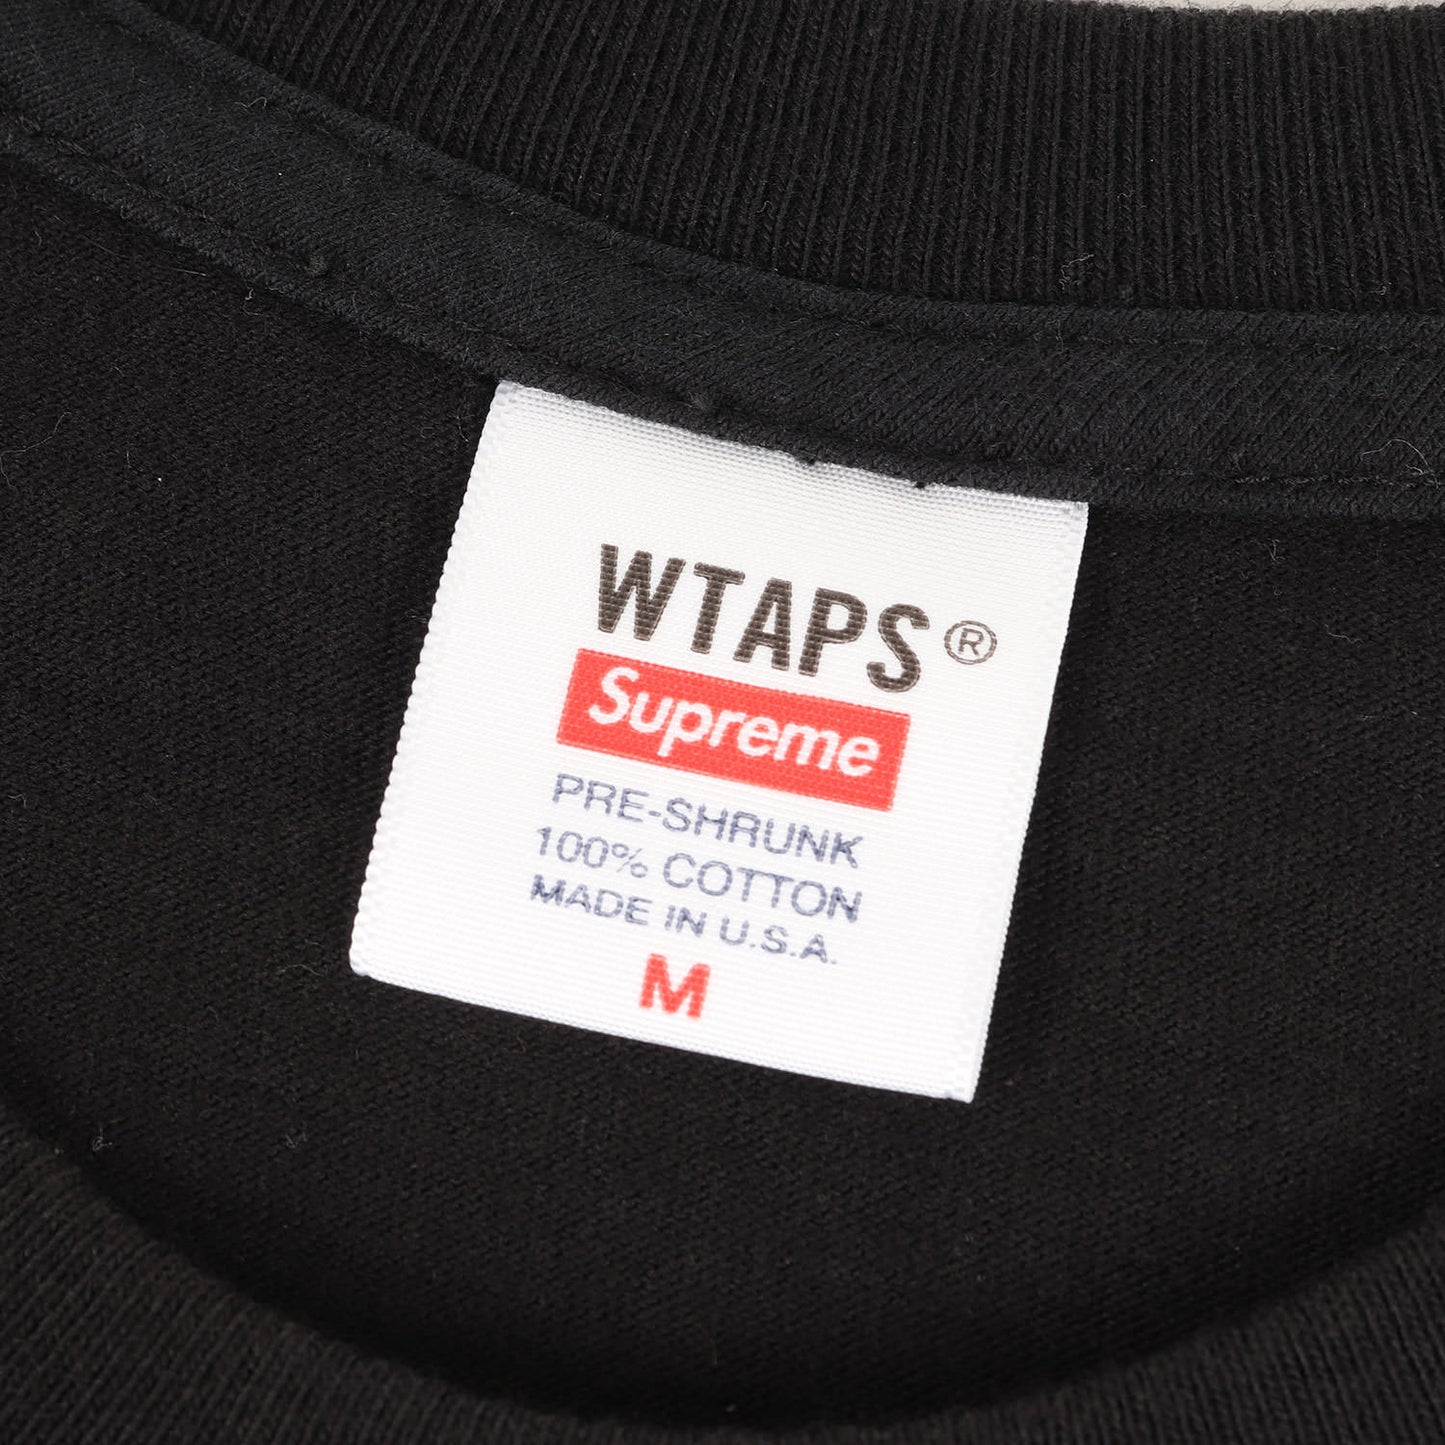 WTAPS®
Supreme
PRE-SHRUNK
100% COTTON
MADE IN U.S.A.
M